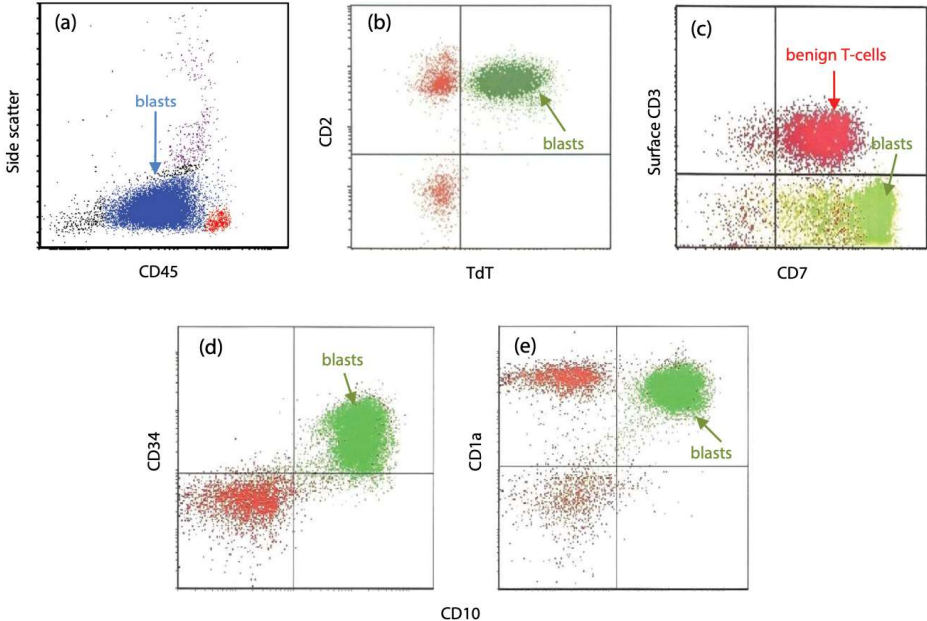 (a)
blasts
Side scatter
CD45
(b)
CD2
blasts
TdT
(c)
benign T-cells
Surface CD3
blasts
CD7
(d)
blasts
CD34
(e)
CD1a
blasts
CD10